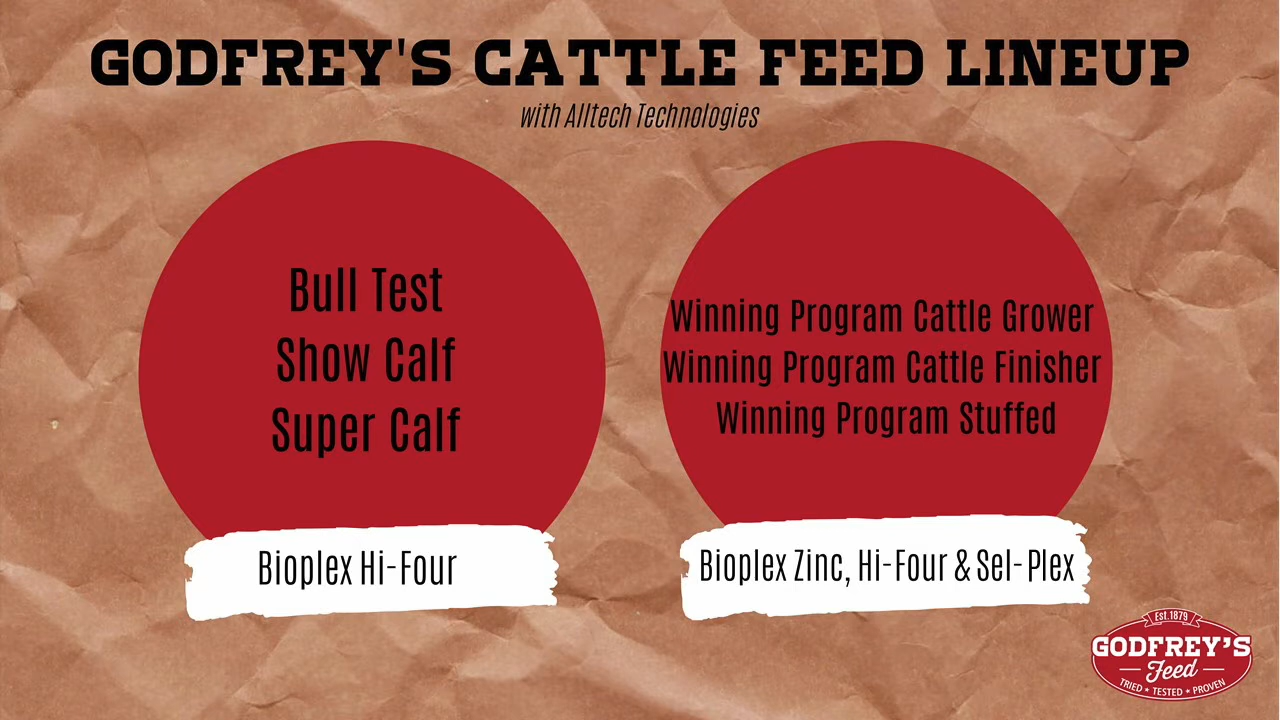 GODFREY'S CATTLE FEED LINEUP
with Alltech Technologies
Bull Test
Show Calf
Super Calf
Bioplex Hi-Four
Winning Program Cattle Grower
Winning Program Cattle Finisher
Winning Program Stuffed
Bioplex Zinc, Hi-Four & Sel-Plex
Est.1879
GODFREY'S
Feed
TRIED ★ TESTED ★ PROVEN